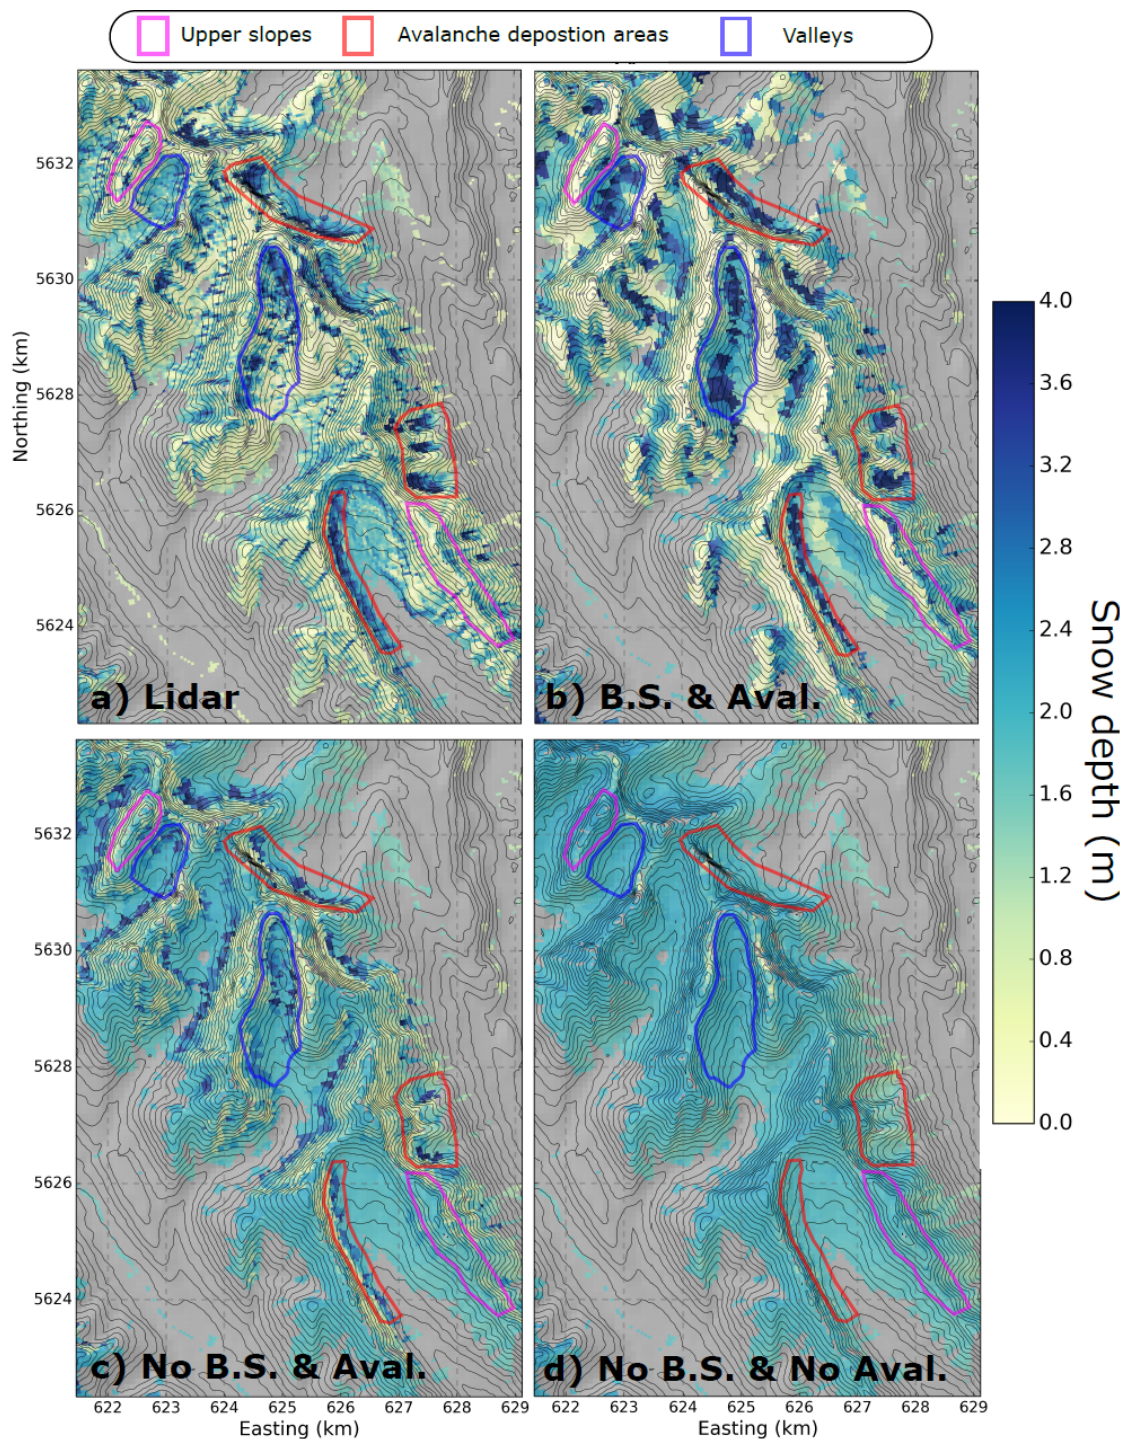 Upper slopes Avalanche depostion areas Valleys
5632
5630
5628
5626
5624
Northing (km)
a) Lidar
b) B.S. & Aval.
4.0
3.6
3.2
2.8
2.4
2.0
1.6
1.2
0.8
0.4
0.0
Snow depth (m)
5632
5630
5628
5626
5624
c) No B.S. & Aval.
d) No B.S. & No Aval.
622 623 624 625 626 627 628 629
622 623 624 625 626 627 628 629
Easting (km)
Easting (km)